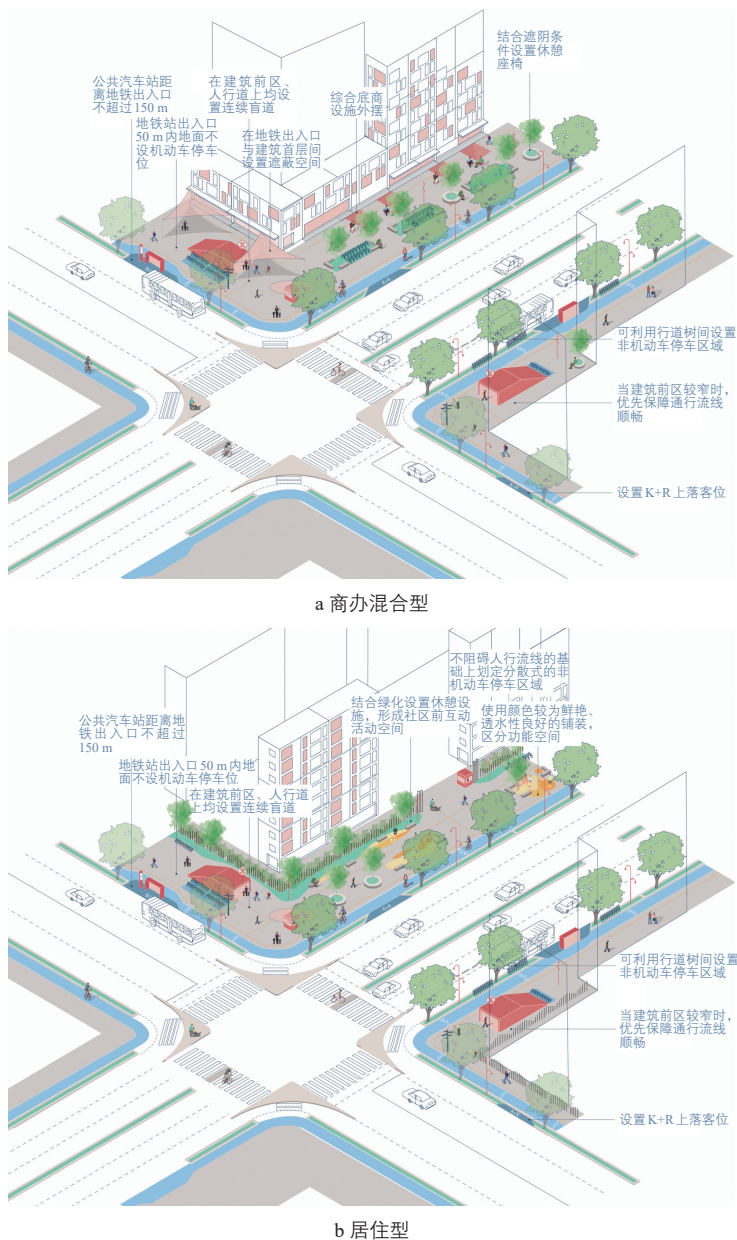 结合遮阴条
件设置休憩
座椅
公共汽车站距
离地铁出入口
不超过150 m
在建筑前区、
人行道上均设
置连续盲道
综合底商
设施外摆
地铁站出入口
50 m内地面不
设机动车停车
位
在地铁出入口
与建筑首层间
设置遮蔽空间
可利用行道树间设置
非机动车停车区域
当建筑前区较窄时，
优先保障通行流线
顺畅
设置K+R上落客位
a 商办混合型
不阻碍人行流线的基
础上划定分散式的非
机动车停车区域
结合绿化设置休憩设
施，形成社区前互动
活动空间
使用颜色较为鲜艳、
透水性良好的铺装，
区分功能空间
公共汽车站距离地
铁出入口不超过
150 m
地铁站出入口50 m内地
面不设机动车停车位
在建筑前区、人行道
上均设置连续盲道
可利用行道树间设置
非机动车停车区域
当建筑前区较窄时，
优先保障通行流线
顺畅
设置K+R上落客位
b 居住型